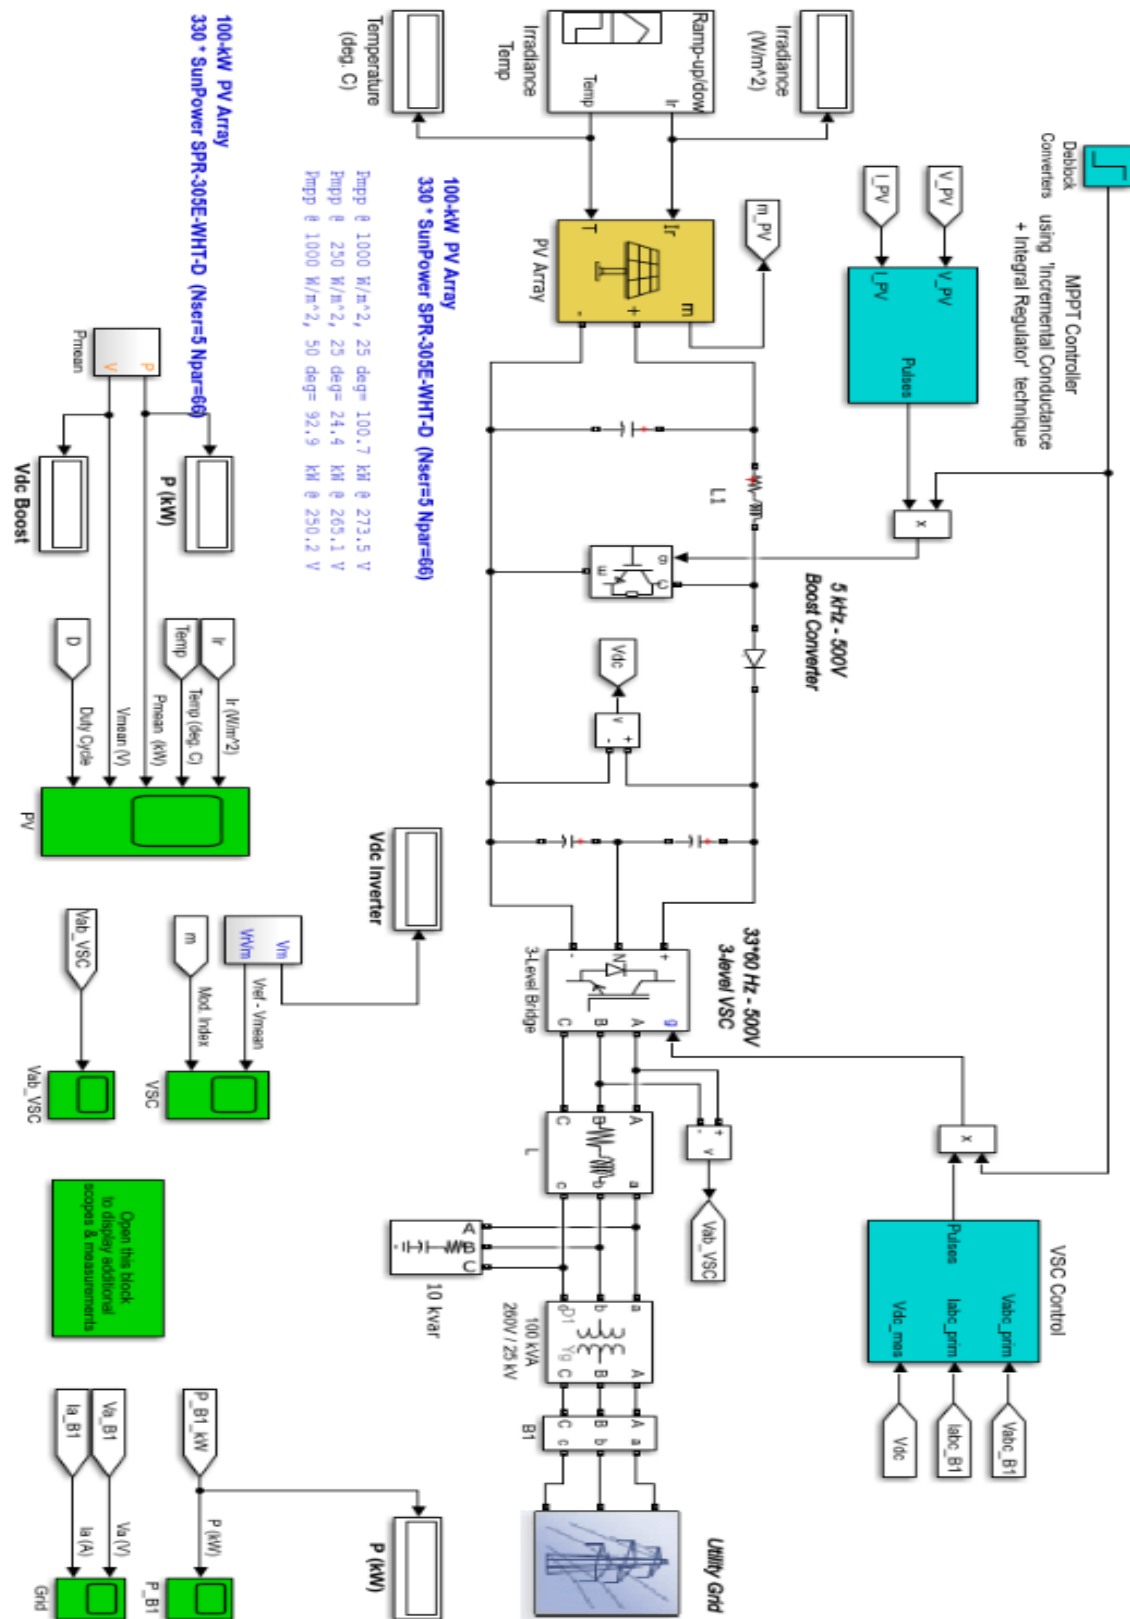 Deblock
Converters
MPPT Controller
using 'Incremental Conductance
+ Integral Regulator' technique
V_PV
I_PV
V_PV
I_PV
Pulses
x
VSC Control
Pulses
Vabc_prim
Iabc_prim
Vdc_mes
Vabc_B1
Iabc_B1
Vdc
x
Irradiance
(W/m^2)
Ramp-up/dow
Ir
Temp
Irradiance
Temp
Temperature
(deg. C)
m_PV
Ir
T
m
+
-
PV Array
L1
5 kHz - 500V
Boost Converter
g
C
E
Vdc
v
+
-
33*60 Hz - 500V
3-level VSC
g
+
N
-
A
B
C
3-Level Bridge
+
-
v
Vab_VSC
A
B
C
a
b
c
L
A
B
C
10 kvar
a
b
c
D1
Yg
A
B
C
100 kVA
260V / 25 kV
A
B
C
a
b
c
B1
Utility Grid
100-kW PV Array
330 * SunPower SPR-305E-WHT-D (Nser=5 Npar=66)
Pmpp @ 1000 W/m^2, 25 deg= 100.7 kW @ 273.5 V
Pmpp @ 250 W/m^2, 25 deg= 24.4 kW @ 265.1 V
Pmpp @ 1000 W/m^2, 50 deg= 92.9 kW @ 250.2 V
100-kW PV Array
330 * SunPower SPR-305E-WHT-D (Nser=5 Npar=66)
P
V
Pmean
P (kW)
Vdc Boost
Ir
Temp
D
Ir (W/m^2)
Temp (deg. C)
Pmean (kW)
Vmean (V)
Duty Cycle
PV
Vdc Inverter
Vm
VrVm
m
Vref - Vmean
Mod. Index
VSC
Vab_VSC
Vab_VSC
Open this block
to display additional
scopes & measurements
P_B1_kW
P (kW)
P (kW)
P_B1
Va_B1
Ia_B1
Va (V)
Ia (A)
Grid